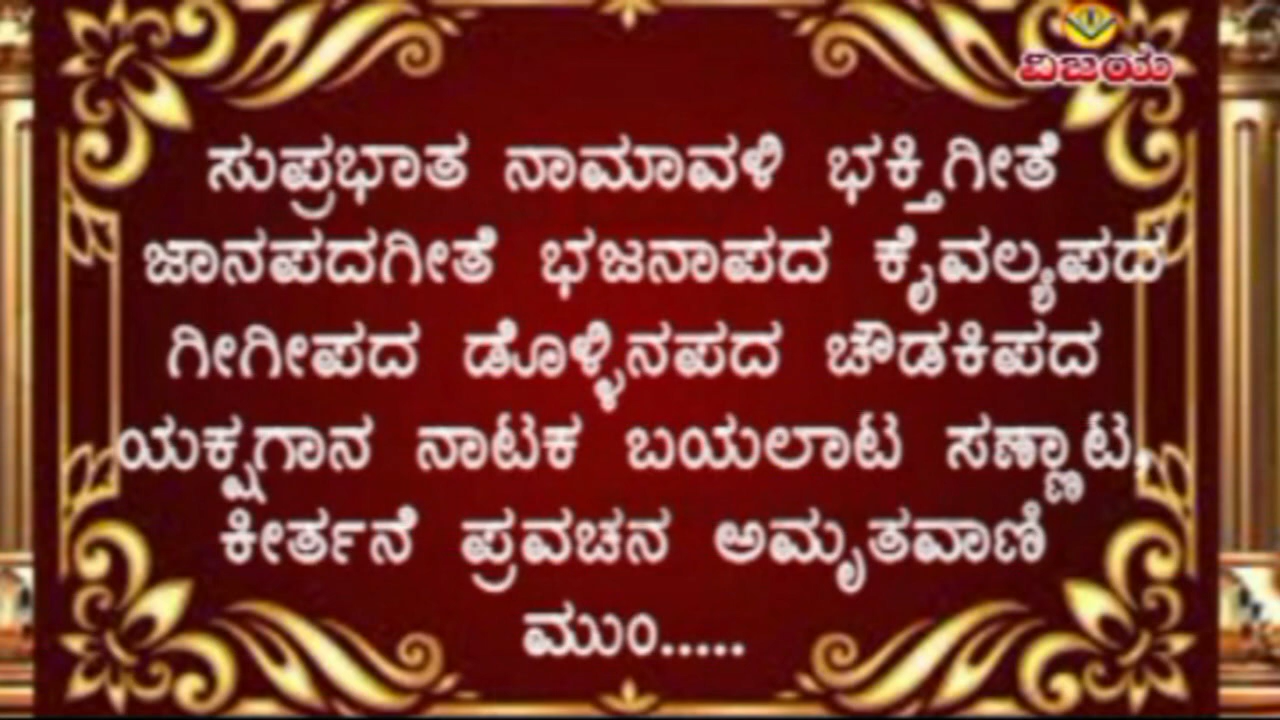 ವಿಜಯ
ಸುಪ್ರಭಾತ ನಾಮಾವಳಿ ಭಕ್ತಿಗೀತೆ
ಜಾನಪದಗೀತೆ ಭಜನಾಪದ ಕೈವಲ್ಯಪದ
ಗೀಗೀಪದ ಡೊಳ್ಳಿನಪದ ಚೌಡಕಿಪದ
ಯಕ್ಷಗಾನ ನಾಟಕ ಬಯಲಾಟ ಸಣ್ಣಾಟ,
ಕೀರ್ತನೆ ಪ್ರವಚನ ಅಮೃತವಾಣಿ
ಮುಂ.....